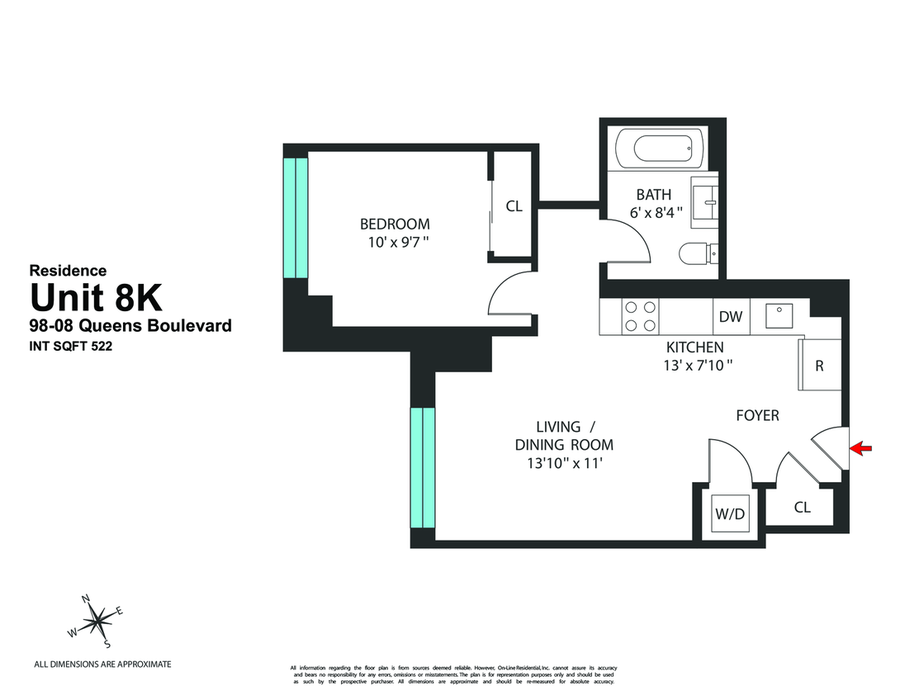 BATH
6' x 8'4"
CL
BEDROOM
10' x 9'7"
Residence
Unit 8K
98-08 Queens Boulevard
INT SQFT 522
DW
KITCHEN
13' x 7'10"
R
FOYER
LIVING /
DINING ROOM
13'10" x 11'
W/D
CL
N
E
W
S
ALL DIMENSIONS ARE APPROXIMATE
All information regarding the floor plan is from sources deemed reliable. However, On-Line Residential, Inc. cannot assure its accuracy
and bears no responsibility for any errors, omissions or misstatements. The plan is for representation purposes only and should be used
as such by the prospective purchaser. All dimensions are approximate and should be re-measured for absolute accuracy.